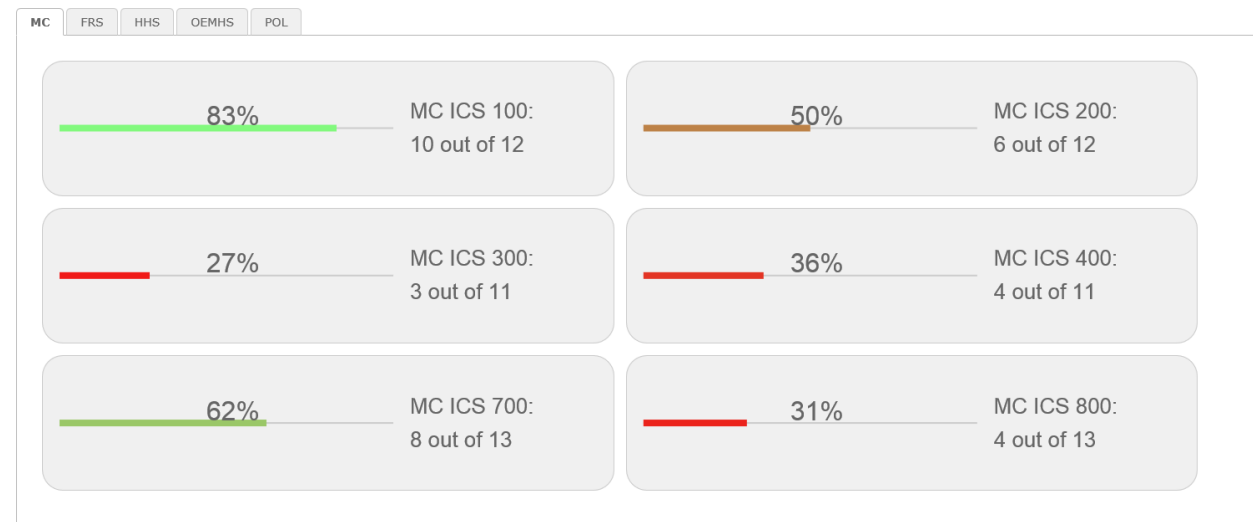 MC FRS HHS OEMHS POL
83%
MC ICS 100:
10 out of 12
50%
MC ICS 200:
6 out of 12
27%
MC ICS 300:
3 out of 11
36%
MC ICS 400:
4 out of 11
62%
MC ICS 700:
8 out of 13
31%
MC ICS 800:
4 out of 13